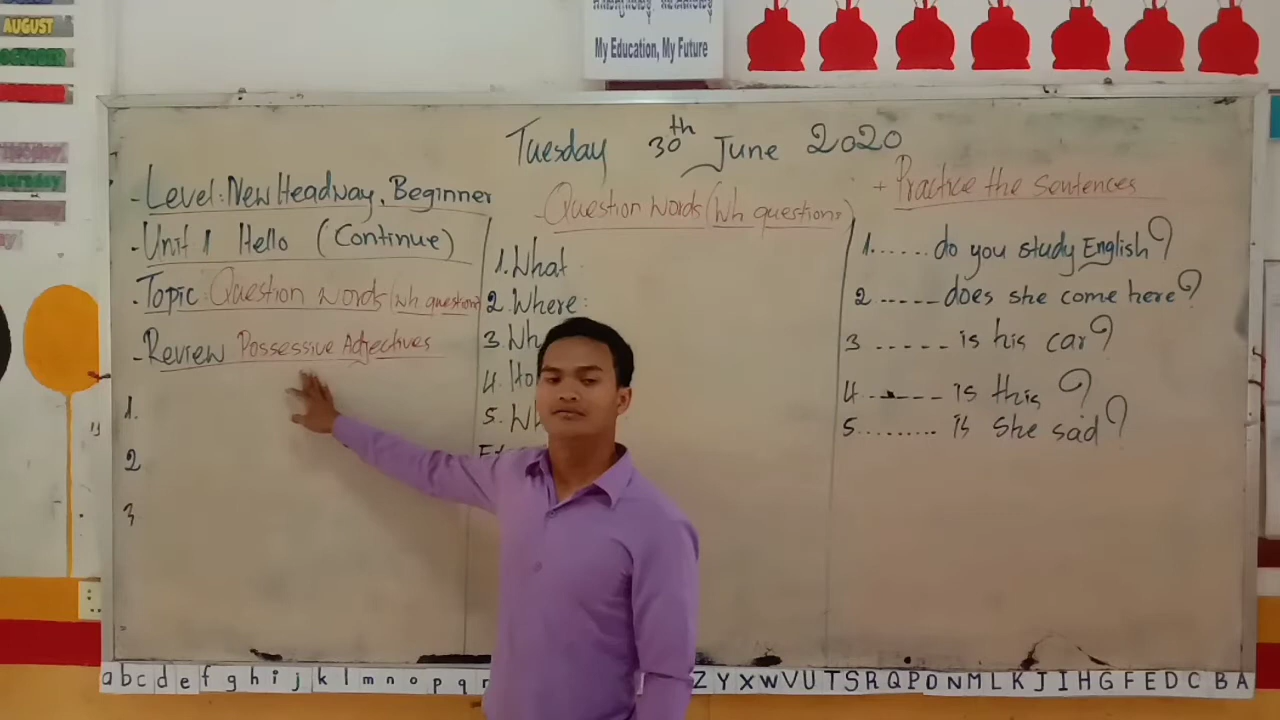 AUGUST
OCTOBER
My Education, My Future
Tuesday 30th June 2020
- Level: New Headway, Beginner
- Unit 1 Hello (Continue)
- Topic: Question words (wh question)
- Review Possessive Adjectives
1.
2
3
- Question words (wh questions)
1. What
2. Where:
3. Wh
4. Ho
5. Wh
+ Practice the sentences
1....... do you study English?
2 ..... does she come here?
3 ..... is his car?
4 ..... is this ?
5......... is she sad?
a b c d e f g h i j k l m n o p q r
Z Y X W V U T S R Q P O N M L K J I H G F E D C B A